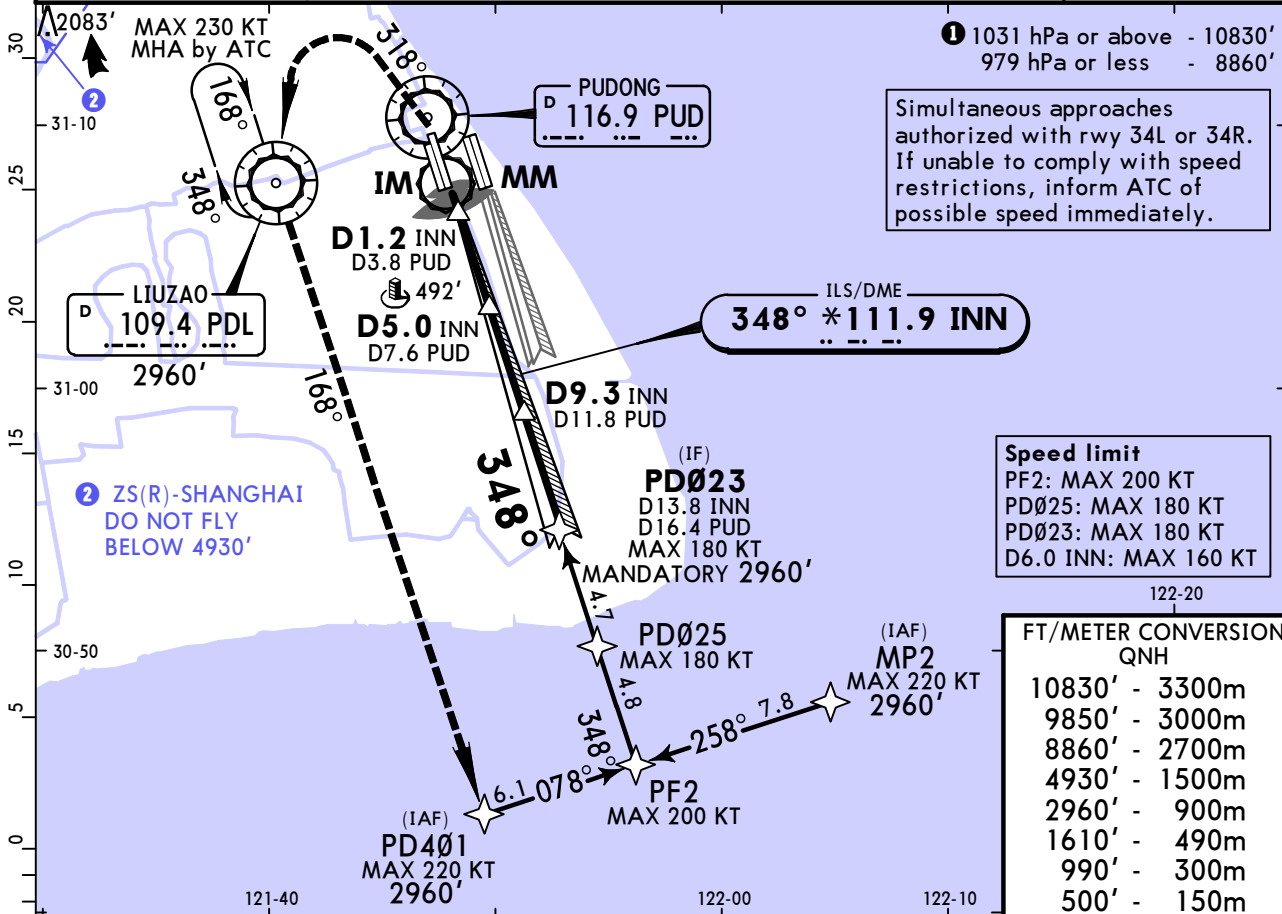 2083'
MAX 230 KT
MHA by ATC
318°
168°
348°
2
PUDONG
D 116.9 PUD
1 1031 hPa or above - 10830'
979 hPa or less - 8860'
Simultaneous approaches
authorized with rwy 34L or 34R.
If unable to comply with speed
restrictions, inform ATC of
possible speed immediately.
30
31-10
25
IM
MM
D1.2 INN
D3.8 PUD
L 492'
D5.0 INN
D7.6 PUD
LIUZAO
D 109.4 PDL
2960'
ILS/DME
348° *111.9 INN
20
31-00
168°
D9.3 INN
D11.8 PUD
15
348°
(IF)
PDØ23
D13.8 INN
D16.4 PUD
MAX 180 KT
MANDATORY 2960'
2 ZS(R)-SHANGHAI
DO NOT FLY
BELOW 4930'
Speed limit
PF2: MAX 200 KT
PDØ25: MAX 180 KT
PDØ23: MAX 180 KT
D6.0 INN: MAX 160 KT
10
4.7
122-20
30-50
PDØ25
MAX 180 KT
4.8
348°
(IAF)
MP2
MAX 220 KT
2960'
258° 7.8
5
6.1 078°
PF2
MAX 200 KT
(IAF)
PD4Ø1
MAX 220 KT
2960'
0
121-40
122-00
122-10
FT/METER CONVERSION
QNH
10830' - 3300m
9850' - 3000m
8860' - 2700m
4930' - 1500m
2960' - 900m
1610' - 490m
990' - 300m
500' - 150m